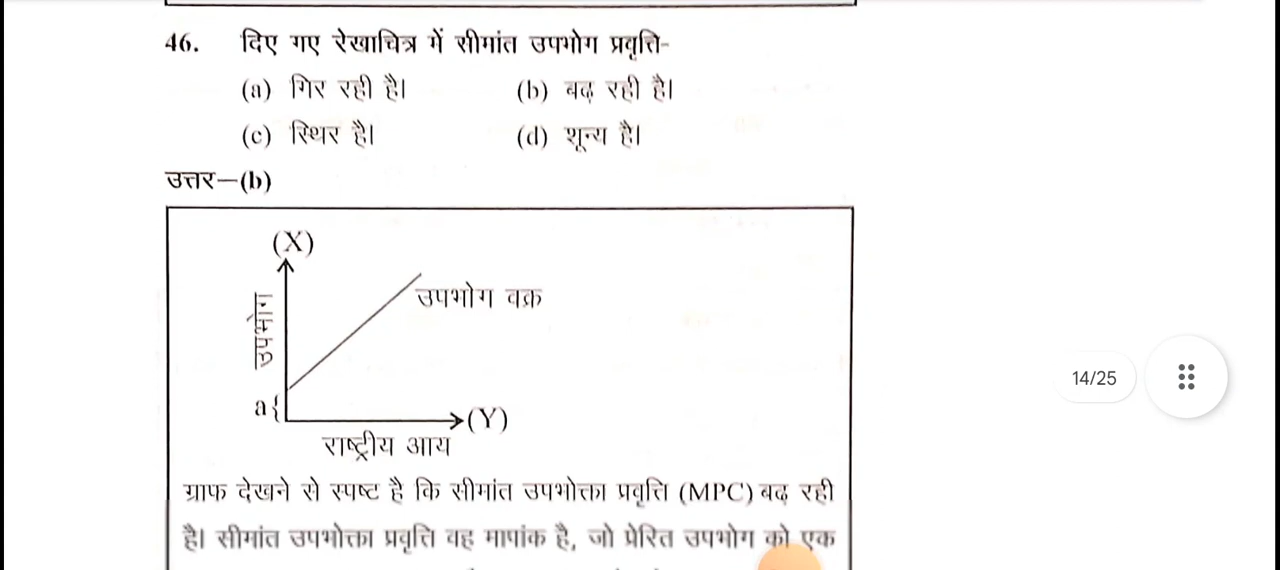 46. दिए गए रेखाचित्र में सीमांत उपभोग प्रवृत्ति-
(a) गिर रही है। (b) बढ़ रही है।
(c) स्थिर है। (d) शून्य है।
उत्तर—(b)
(X)
उपभोग
उपभोग वक्र
a{
(Y)
राष्ट्रीय आय
14/25
ग्राफ देखने से स्पष्ट है कि सीमांत उपभोक्ता प्रवृत्ति (MPC) बढ़ रही
है। सीमांत उपभोक्ता प्रवृत्ति वह मापांक है, जो प्रेरित उपभोग को एक